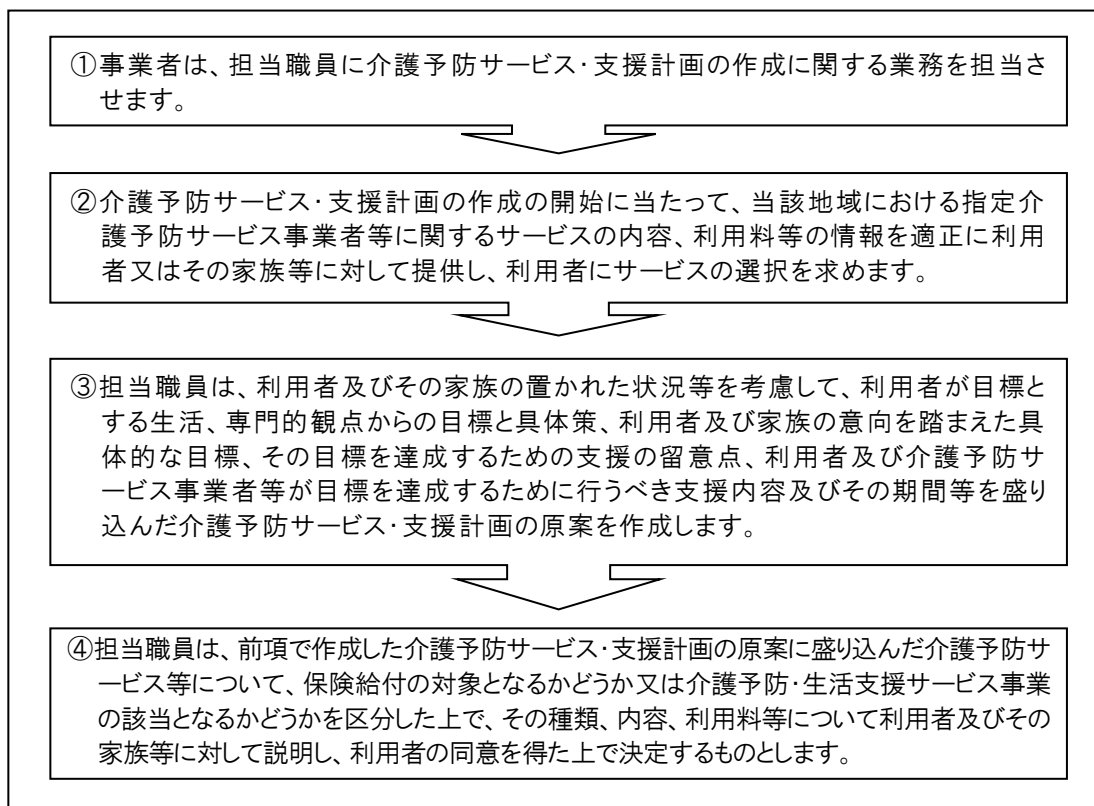 ①事業者は、担当職員に介護予防サービス・支援計画の作成に関する業務を担当さ
せます。
②介護予防サービス・支援計画の作成の開始に当たって、当該地域における指定介
護予防サービス事業者等に関するサービスの内容、利用料等の情報を適正に利用
者又はその家族等に対して提供し、利用者にサービスの選択を求めます。
③担当職員は、利用者及びその家族の置かれた状況等を考慮して、利用者が目標と
する生活、専門的観点からの目標と具体策、利用者及び家族の意向を踏まえた具
体的な目標、その目標を達成するための支援の留意点、利用者及び介護予防サ
ービス事業者等が目標を達成するために行うべき支援内容及びその期間等を盛り
込んだ介護予防サービス・支援計画の原案を作成します。
④担当職員は、前項で作成した介護予防サービス・支援計画の原案に盛り込んだ介護予防サ
ービス等について、保険給付の対象となるかどうか又は介護予防・生活支援サービス事業
の該当となるかどうかを区分した上で、その種類、内容、利用料等について利用者及びその
家族等に対して説明し、利用者の同意を得た上で決定するものとします。